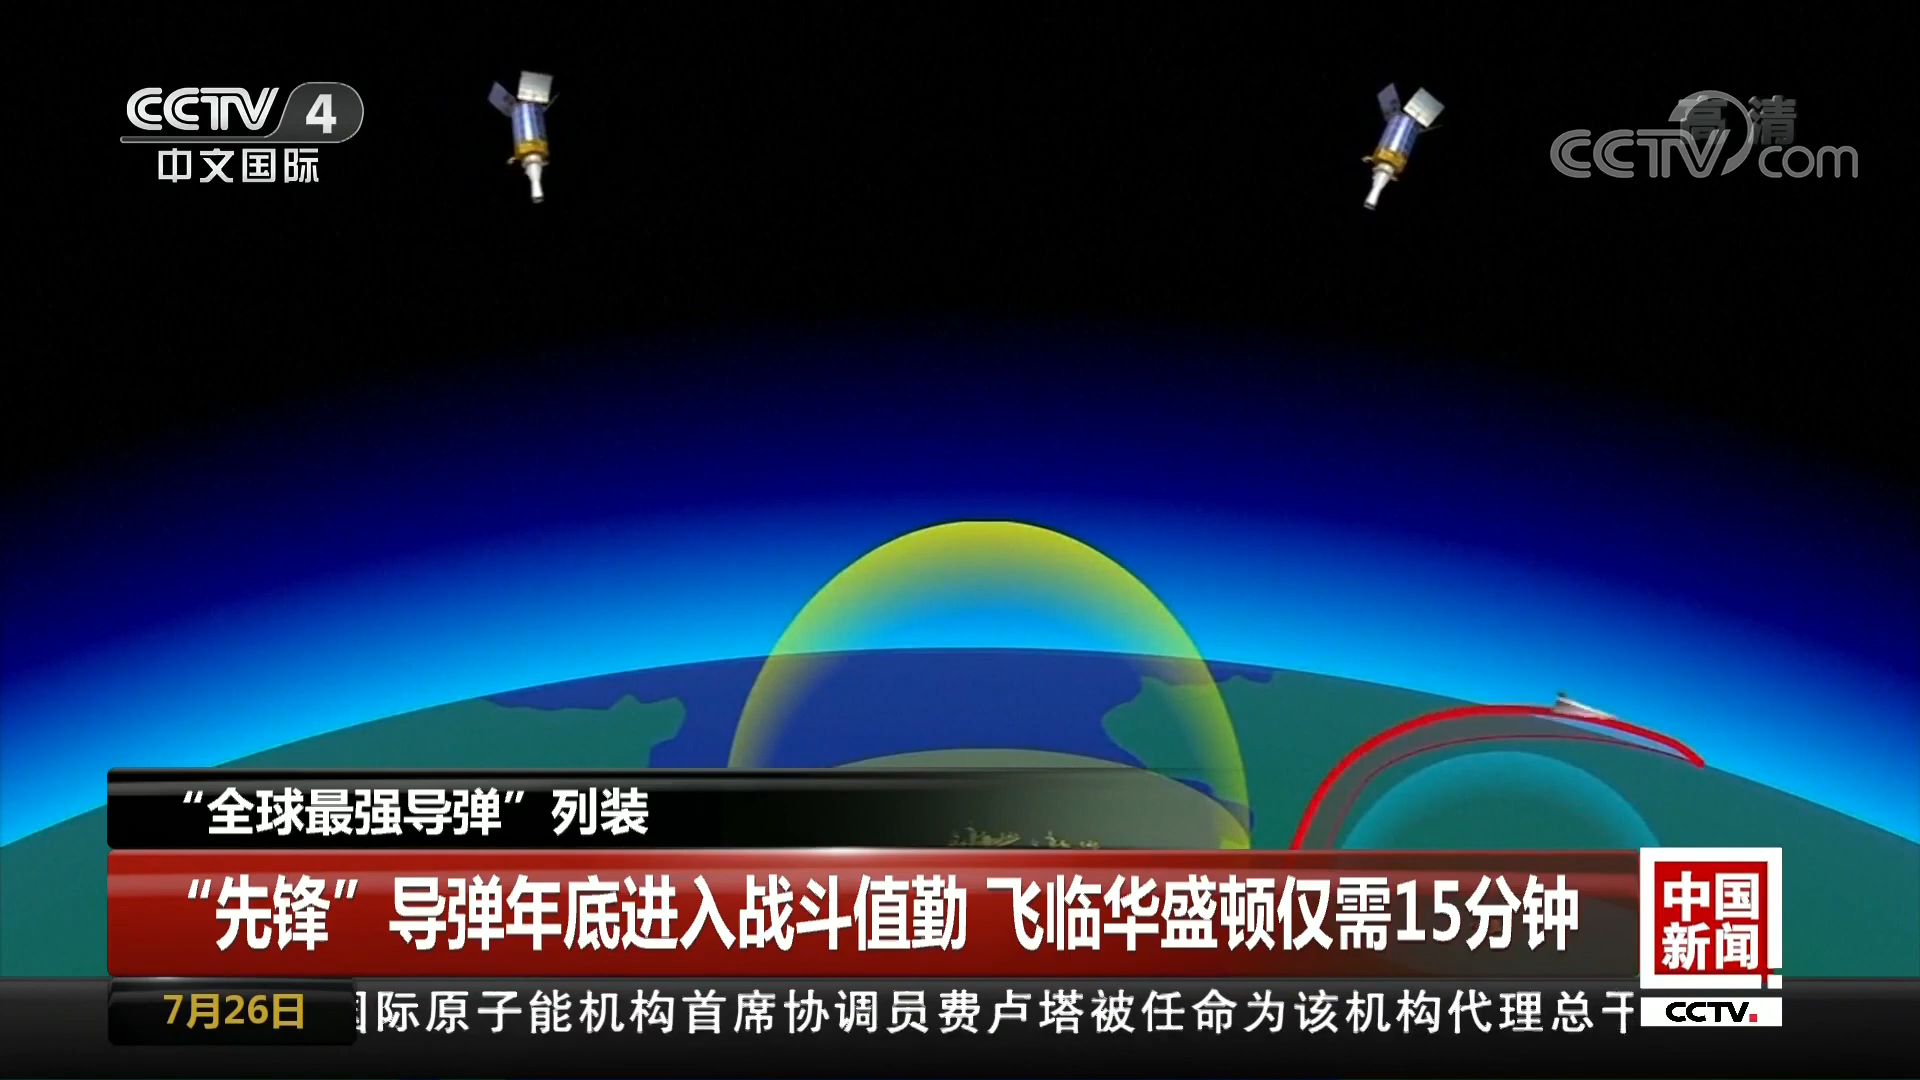 CCTV 4
中文国际
高清
CCTV.com
“全球最强导弹”列装
“先锋”导弹年底进入战斗值勤 飞临华盛顿仅需15分钟
中国
新闻
CCTV.
7月26日
国际原子能机构首席协调员费卢塔被任命为该机构代理总干